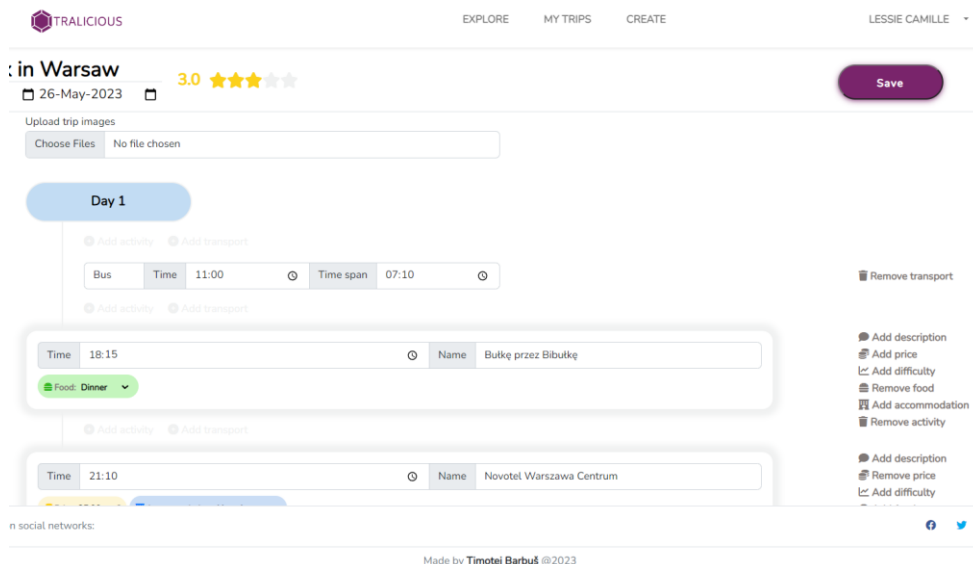 TRALICIOUS EXPLORE MY TRIPS CREATE LESSIE CAMILLE
in Warsaw
3.0
26-May-2023
Save
Upload trip images
Choose Files No file chosen
Day 1
Add activity Add transport
Bus Time 11:00 Time span 07:10
Remove transport
Add activity Add transport
Time 18:15 Name Bułkę przez Bibułkę
Food: Dinner
Add description
Add price
Add difficulty
Remove food
Add accommodation
Remove activity
Add activity Add transport
Time 21:10 Name Novotel Warszawa Centrum
Add description
Remove price
Add difficulty
n social networks:
Made by Timotej Barbuš @2023